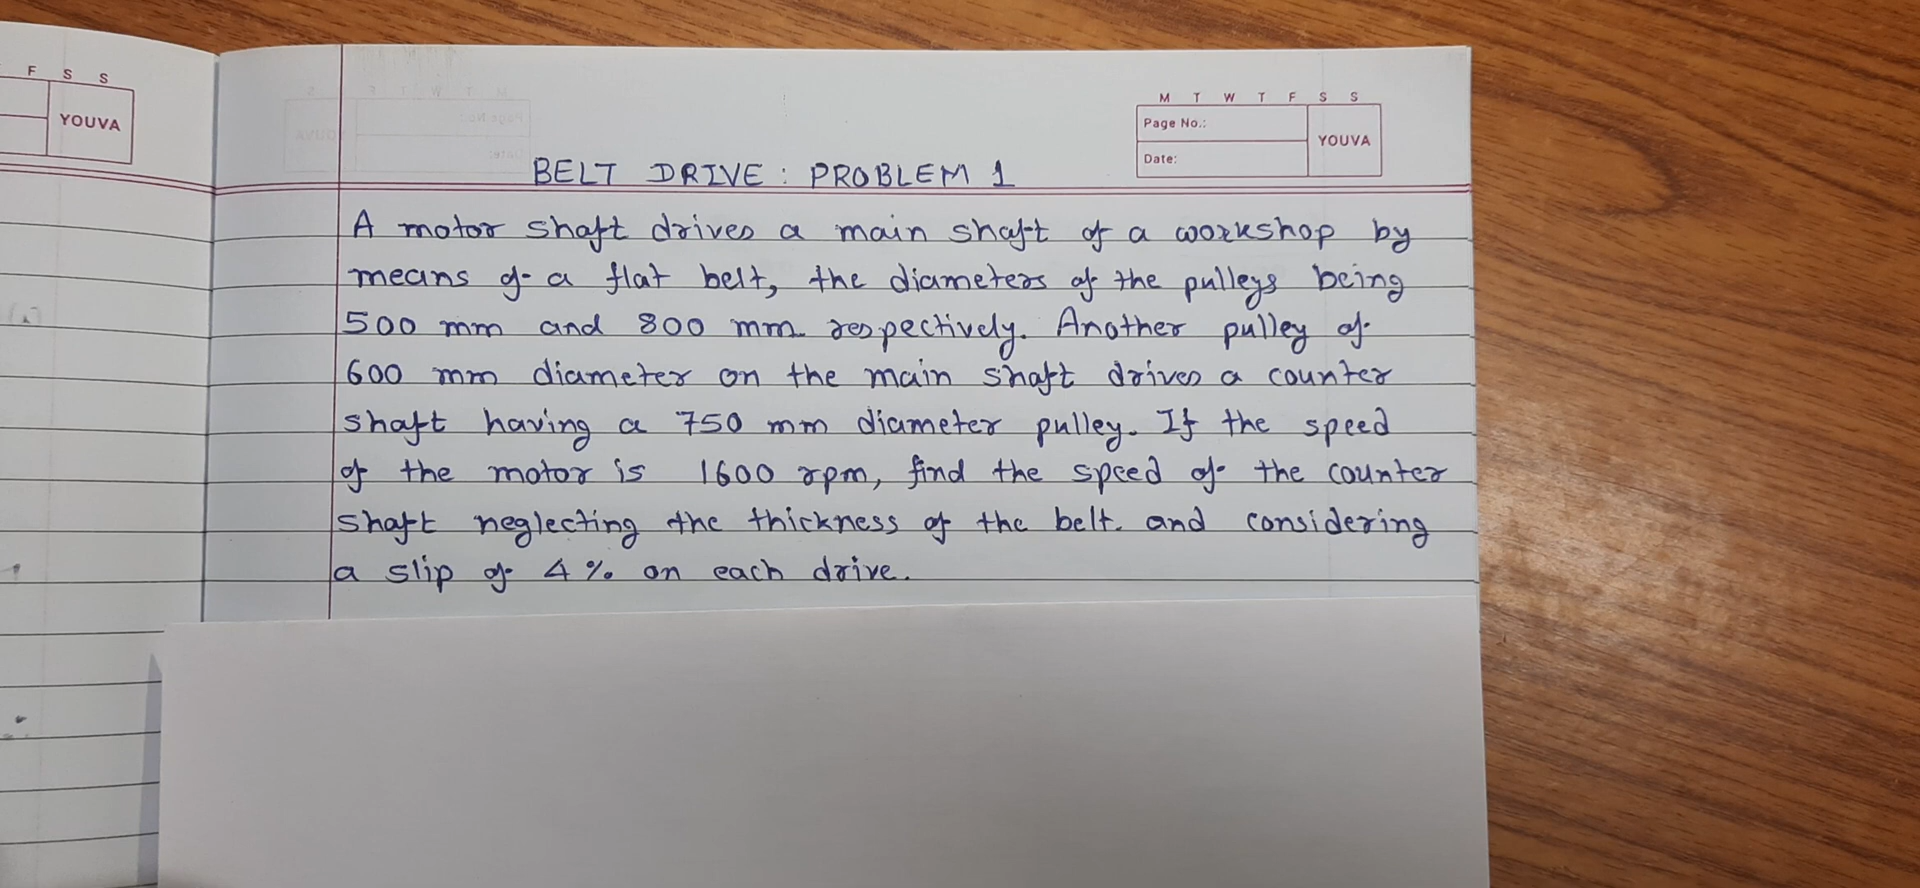 F S S
YOUVA
M T W T F S S
Page No.:
YOUVA
Date:
BELT DRIVE : PROBLEM 1
A motor shaft drives a main shaft of a workshop by
means of a flat belt, the diameters of the pulleys being
500 mm and 800 mm respectively. Another pulley of
600 mm diameter on the main shaft drives a counter
shaft having a 750 mm diameter pulley. If the speed
of the motor is 1600 rpm, find the speed of the counter
shaft neglecting the thickness of the belt. and considering
a slip of 4 % on each drive.